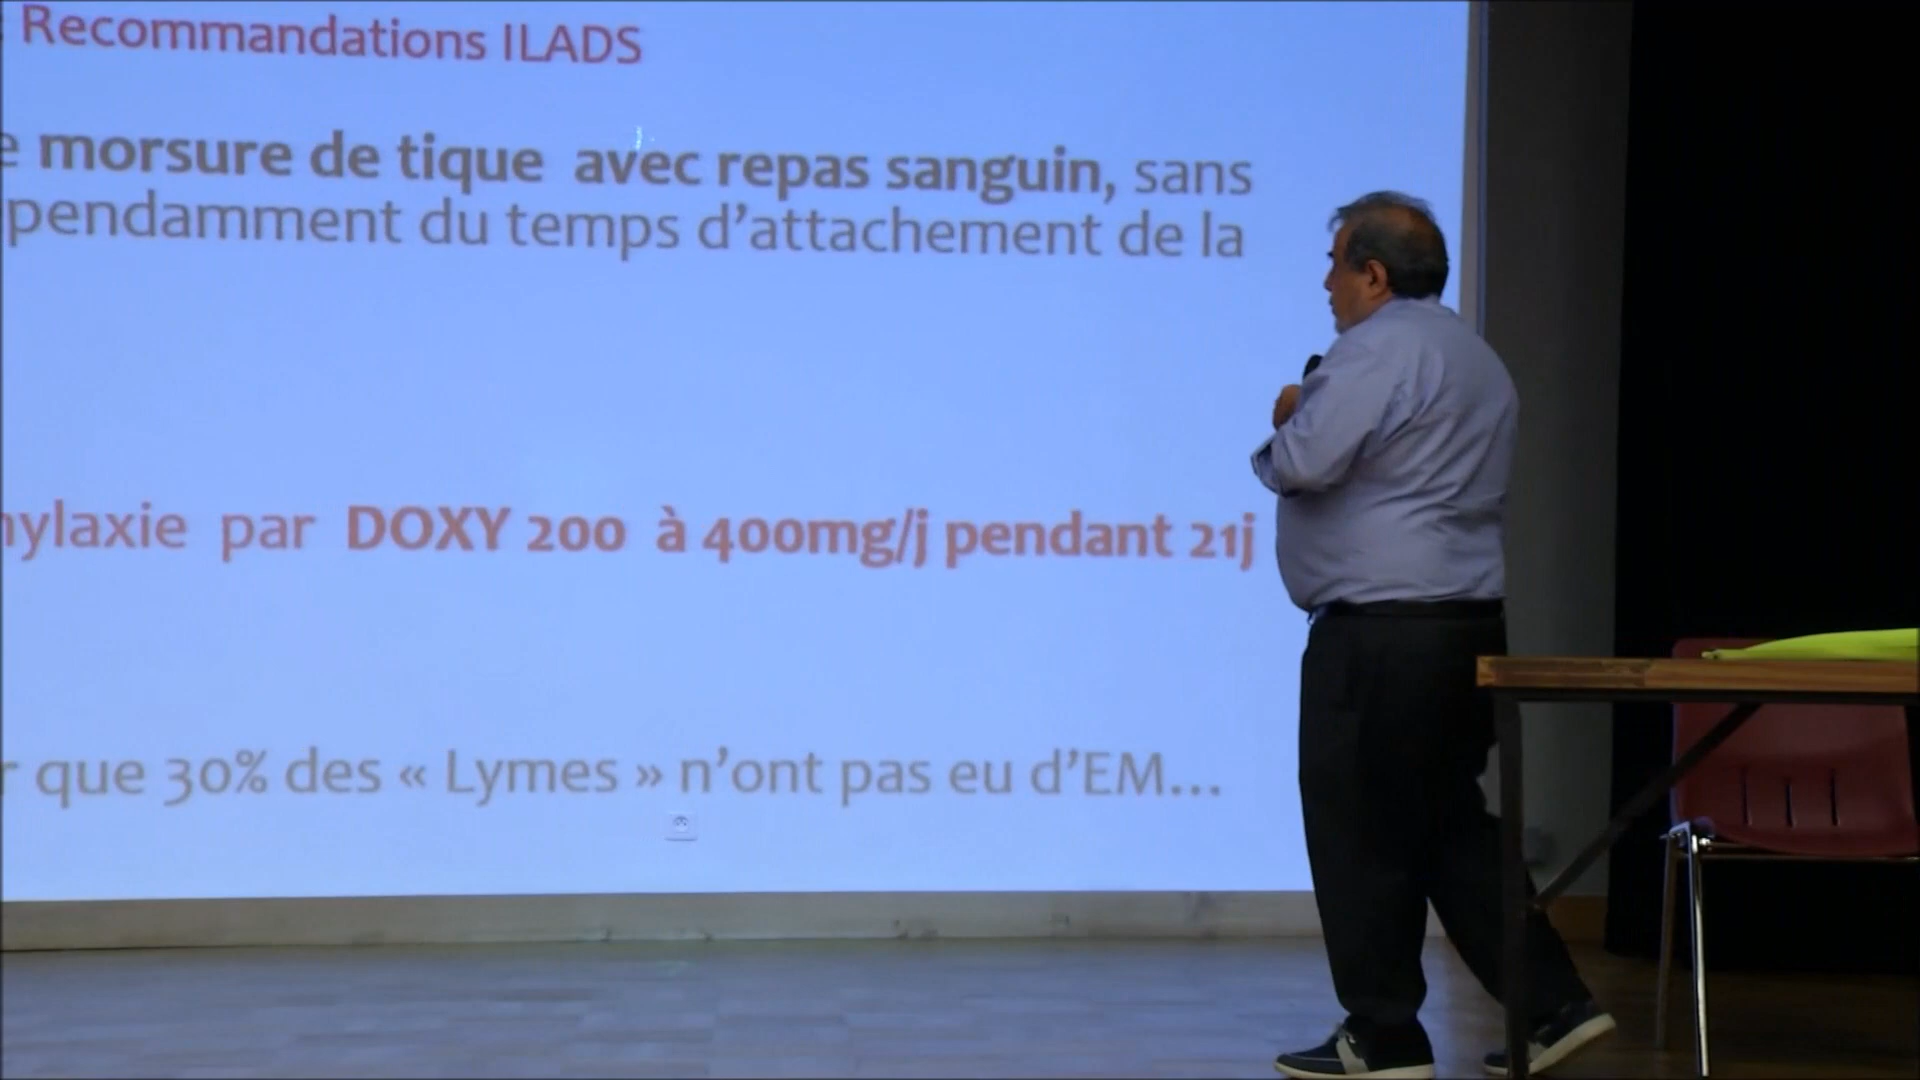 Recommandations ILADS
morsure de tique avec repas sanguin, sans
pendamment du temps d'attachement de la
hylaxie par DOXY 200 à 400mg/j pendant 21j
que 30% des « Lymes » n'ont pas eu d'EM...